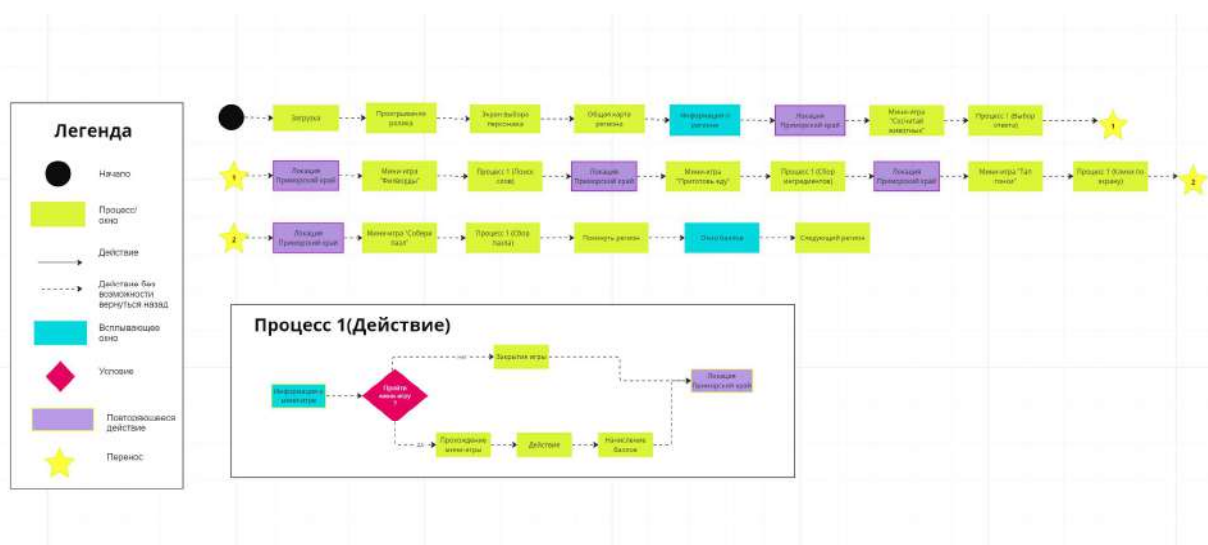 Легенда
Начало
Процесс/
окно
Действие
Действие без
возможности
вернуться назад
Всплывающее
окно
Условие
Повторяющееся
действие
Перенос
Загрузка
Проигрывание
ролика
Экран выбора
персонажа
Общая карта
региона
Информация о
регионе
Локация
Приморский край
Мини-игра
"Сосчитай
животных"
Процесс 1 (Выбор
ответа)
1
1
Локация
Приморский край
Мини-игра
"Филворды"
Процесс 1 (Поиск
слов)
Локация
Приморский край
Мини-игра
"Приготовь еду"
Процесс 1 (Сбор
ингредиентов)
Локация
Приморский край
Мини-игра "Тап
гонок"
Процесс 1 (Клики по
экрану)
2
2
Локация
Приморский край
Мини-игра "Собери
пазл"
Процесс 1 (Сбор
пазла)
Покинуть регион
Окно баллов
Следующий регион
Процесс 1(Действие)
Информация о
мини-игре
Пройти
мини-игру
?
нет
Закрытие игры
да
Прохождение
мини-игры
Действие
Начисление
баллов
Локация
Приморский край